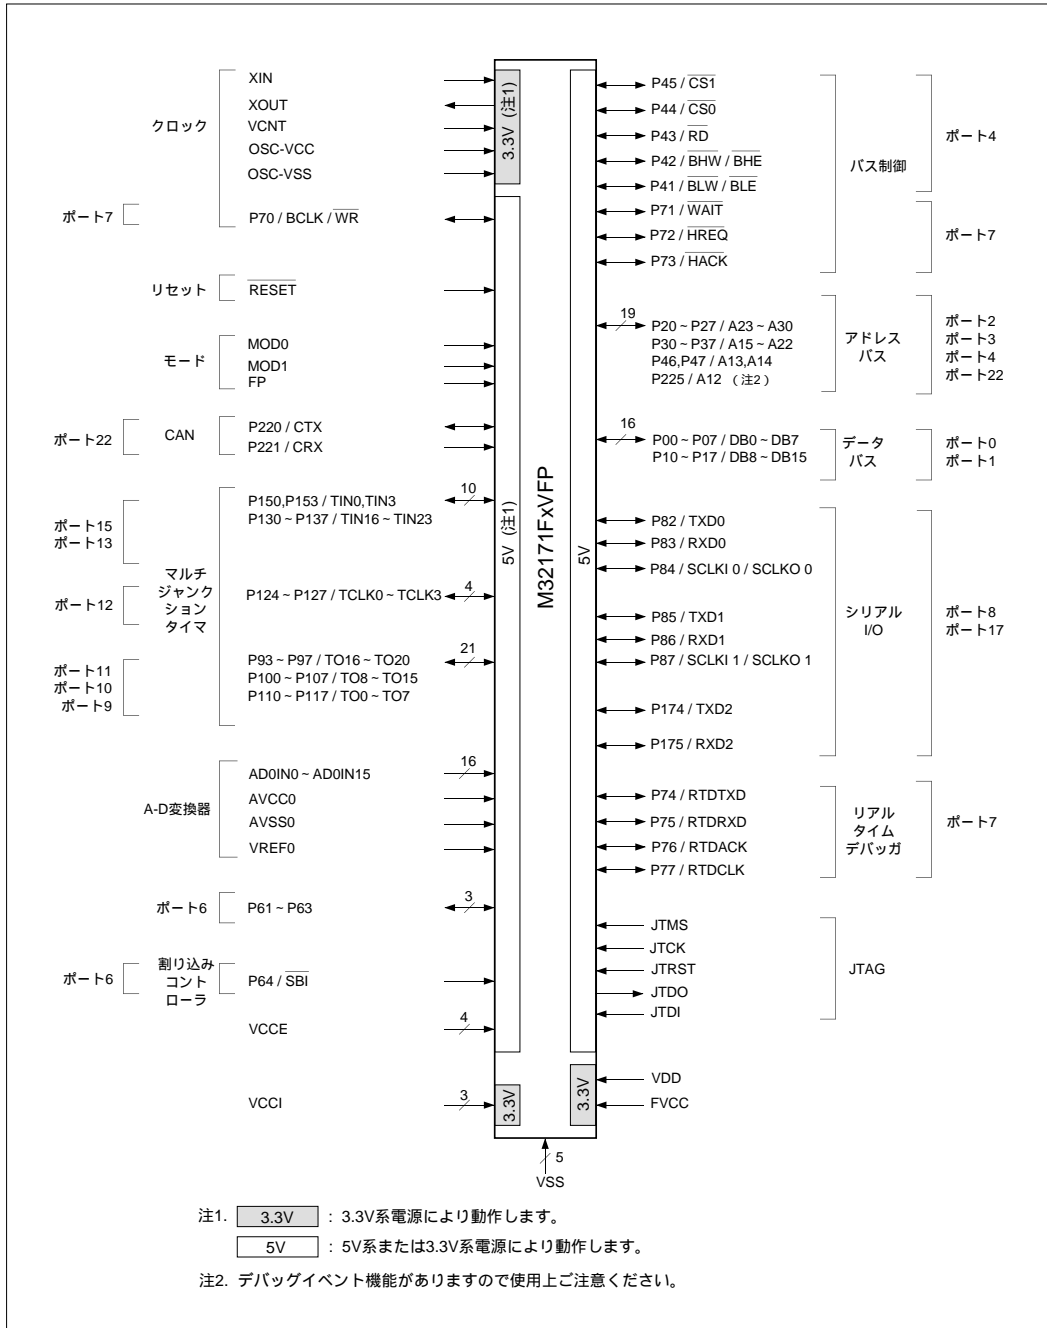 クロック
XIN
XOUT
VCNT
OSC-VCC
OSC-VSS
ポート7
P70 / BCLK / WR
リセット
RESET
モード
MOD0
MOD1
FP
ポート22
CAN
P220 / CTX
P221 / CRX
ポート15
ポート13
マルチ
ジャンク
ション
タイマ
P150,P153 / TIN0,TIN3
P130 ~ P137 / TIN16 ~ TIN23
10
ポート12
P124 ~ P127 / TCLK0 ~ TCLK3
4
ポート11
ポート10
ポート9
P93 ~ P97 / TO16 ~ TO20
P100 ~ P107 / TO8 ~ TO15
P110 ~ P117 / TO0 ~ TO7
21
A-D変換器
AD0IN0 ~ AD0IN15
16
AVCC0
AVSS0
VREF0
ポート6
P61 ~ P63
3
ポート6
割り込み
コント
ローラ
P64 / SBI
VCCE
4
VCCI
3
3.3V (注1)
5V (注1)
3.3V
M32171FxVFP
5V
3.3V
5
VSS
P45 / CS1
P44 / CS0
P43 / RD
P42 / BHW / BHE
P41 / BLW / BLE
P71 / WAIT
P72 / HREQ
P73 / HACK
バス制御
ポート4
ポート7
19
P20 ~ P27 / A23 ~ A30
P30 ~ P37 / A15 ~ A22
P46,P47 / A13,A14
P225 / A12 (注2)
アドレス
バス
ポート2
ポート3
ポート4
ポート22
16
P00 ~ P07 / DB0 ~ DB7
P10 ~ P17 / DB8 ~ DB15
データ
バス
ポート0
ポート1
P82 / TXD0
P83 / RXD0
P84 / SCLKI 0 / SCLKO 0
P85 / TXD1
P86 / RXD1
P87 / SCLKI 1 / SCLKO 1
P174 / TXD2
P175 / RXD2
シリアル
I/O
ポート8
ポート17
P74 / RTDTXD
P75 / RTDRXD
P76 / RTDACK
P77 / RTDCLK
リアル
タイム
デバッガ
ポート7
JTMS
JTCK
JTRST
JTDO
JTDI
JTAG
VDD
FVCC
注1. 3.3V : 3.3V系電源により動作します。
5V : 5V系または3.3V系電源により動作します。
注2. デバッグイベント機能がありますので使用上ご注意ください。